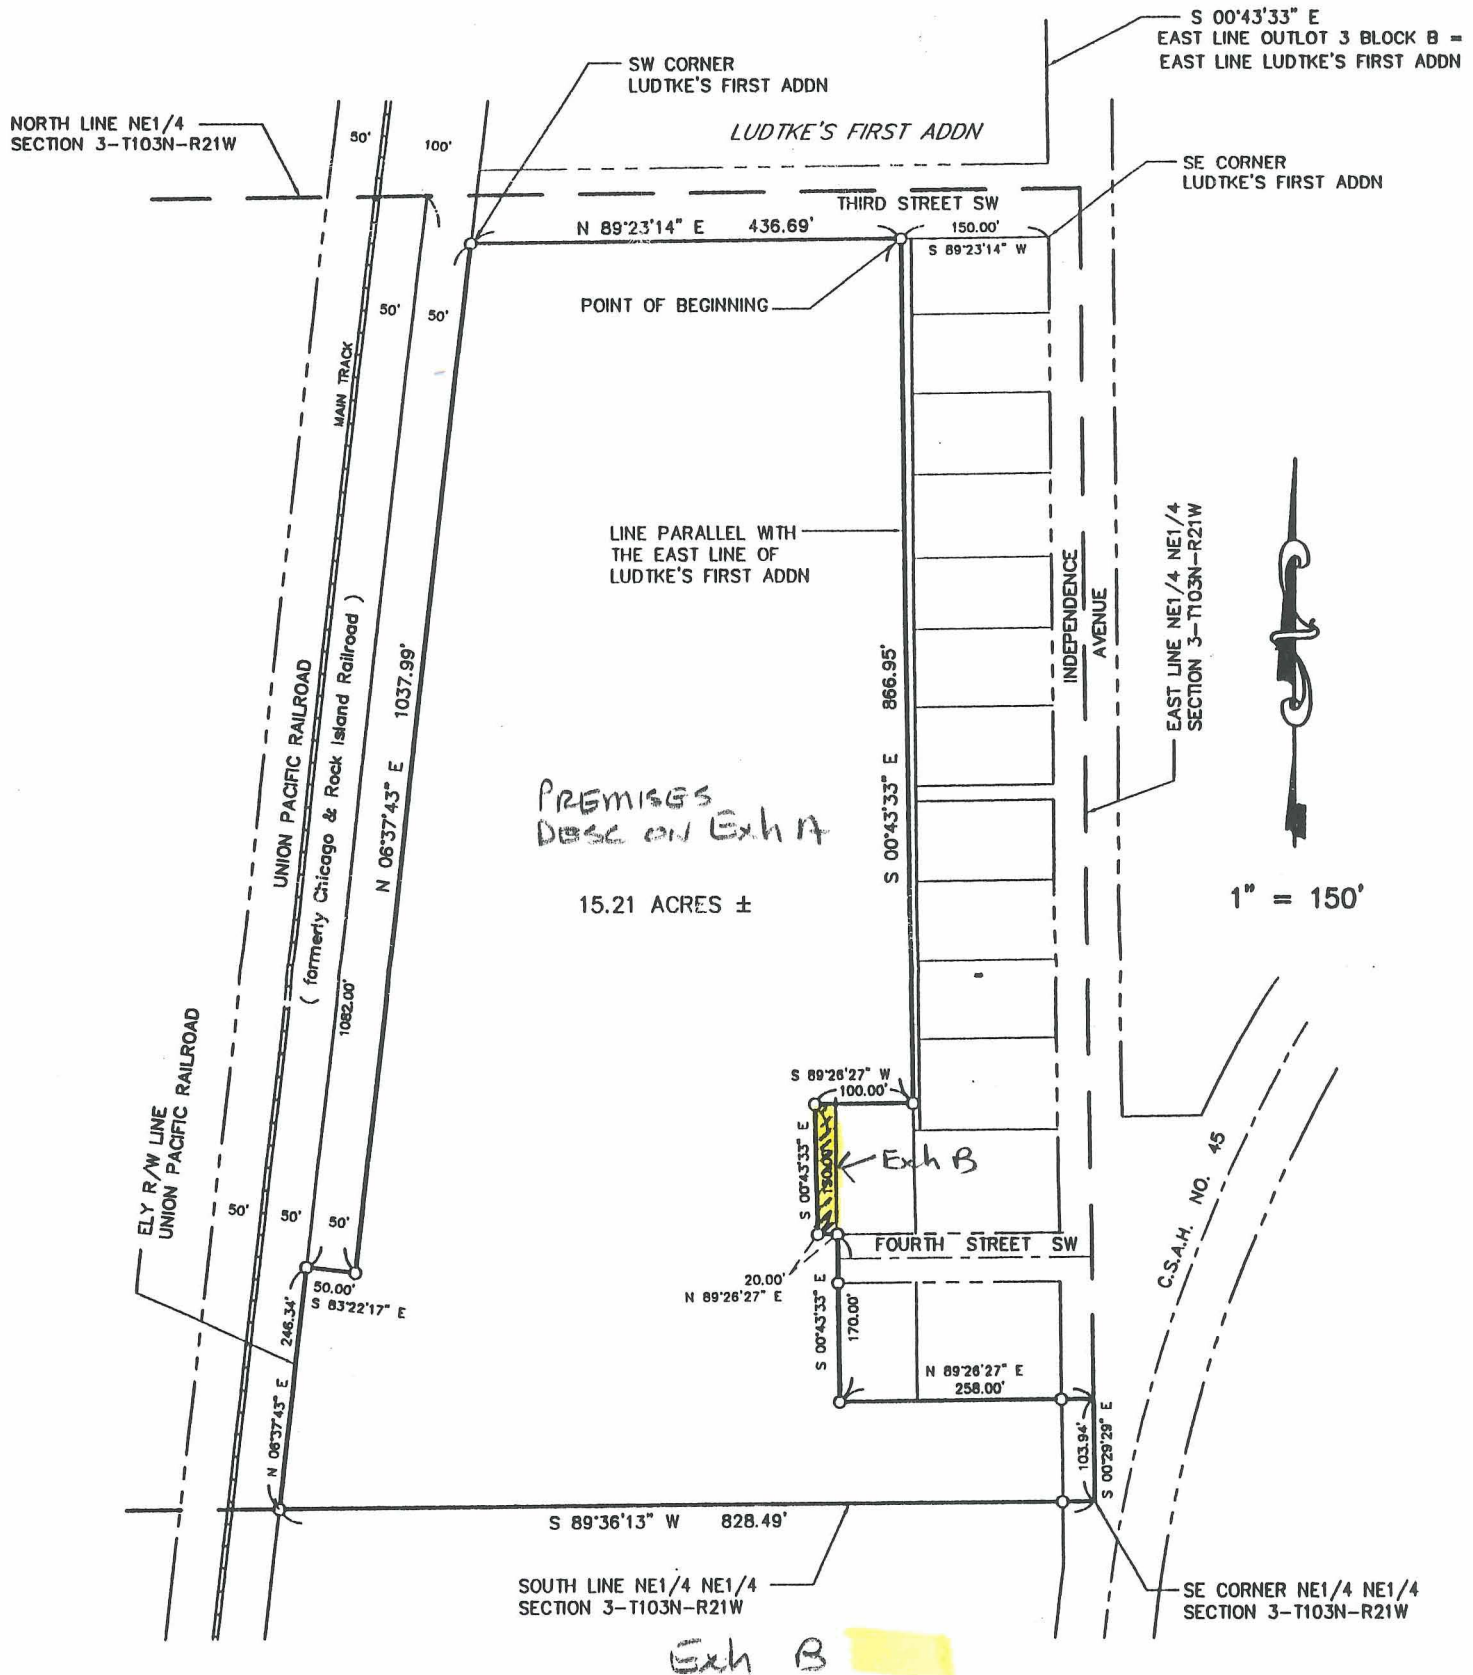 S 00°43'33" E
EAST LINE OUTLOT 3 BLOCK B =
EAST LINE LUDTKE'S FIRST ADDN
SW CORNER
LUDTKE'S FIRST ADDN
NORTH LINE NE1/4
SECTION 3-T103N-R21W
50'
100'
LUDTKE'S FIRST ADDN
SE CORNER
LUDTKE'S FIRST ADDN
THIRD STREET SW
N 89°23'14" E 436.69'
150.00'
S 89°23'14" W
POINT OF BEGINNING
50'
50'
MAIN TRACK
LINE PARALLEL WITH
THE EAST LINE OF
LUDTKE'S FIRST ADDN
INDEPENDENCE
AVENUE
EAST LINE NE1/4 NE1/4
SECTION 3-T103N-R21W
UNION PACIFIC RAILROAD
( formerly Chicago & Rock Island Railroad )
1082.00'
N 06°37'43" E 1037.99'
S 00°43'33" E 866.95'
PREMISES
DESC ON Exh A
15.21 ACRES ±
1" = 150'
ELY R/W LINE
UNION PACIFIC RAILROAD
S 89°26'27" W
100.00'
S 00°43'33" E
130.00'
Exh B
C.S.A.H. NO. 45
50'
50'
50'
FOURTH STREET SW
20.00'
N 89°26'27" E
50.00'
S 83°22'17" E
246.34'
N 06°37'43" E
S 00°43'33" E
170.00'
N 89°26'27" E
258.00'
103.94'
S 00°29'29" E
S 89°36'13" W 828.49'
SOUTH LINE NE1/4 NE1/4
SECTION 3-T103N-R21W
SE CORNER NE1/4 NE1/4
SECTION 3-T103N-R21W
Exh B